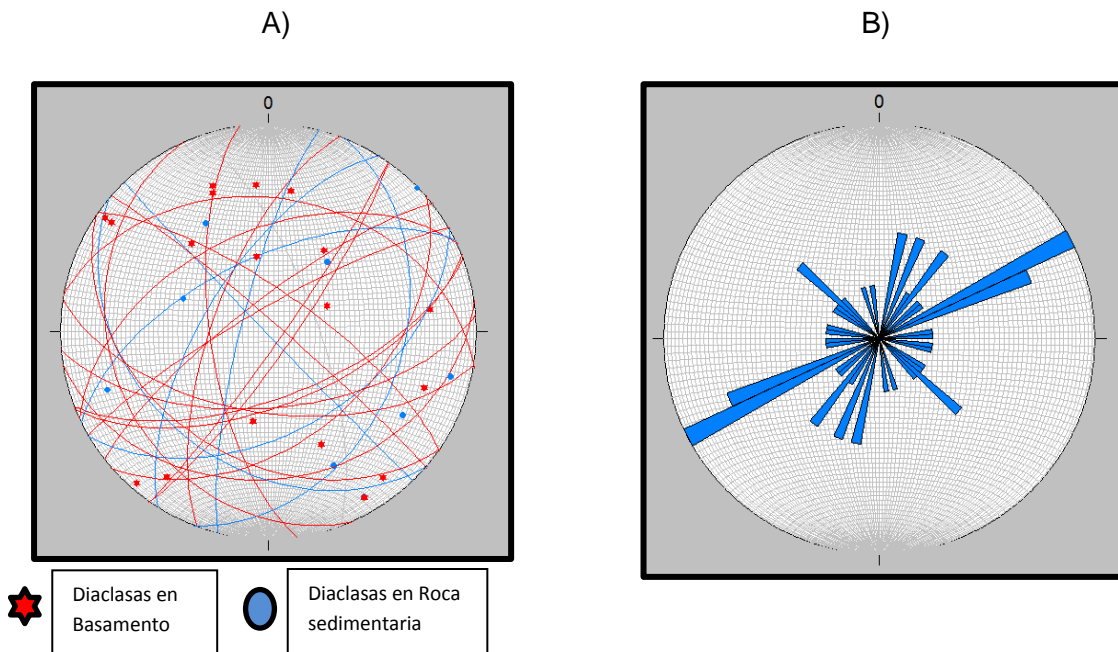 A)
B)
0
0
Diaclasas en
Basamento
Diaclasas en Roca
sedimentaria